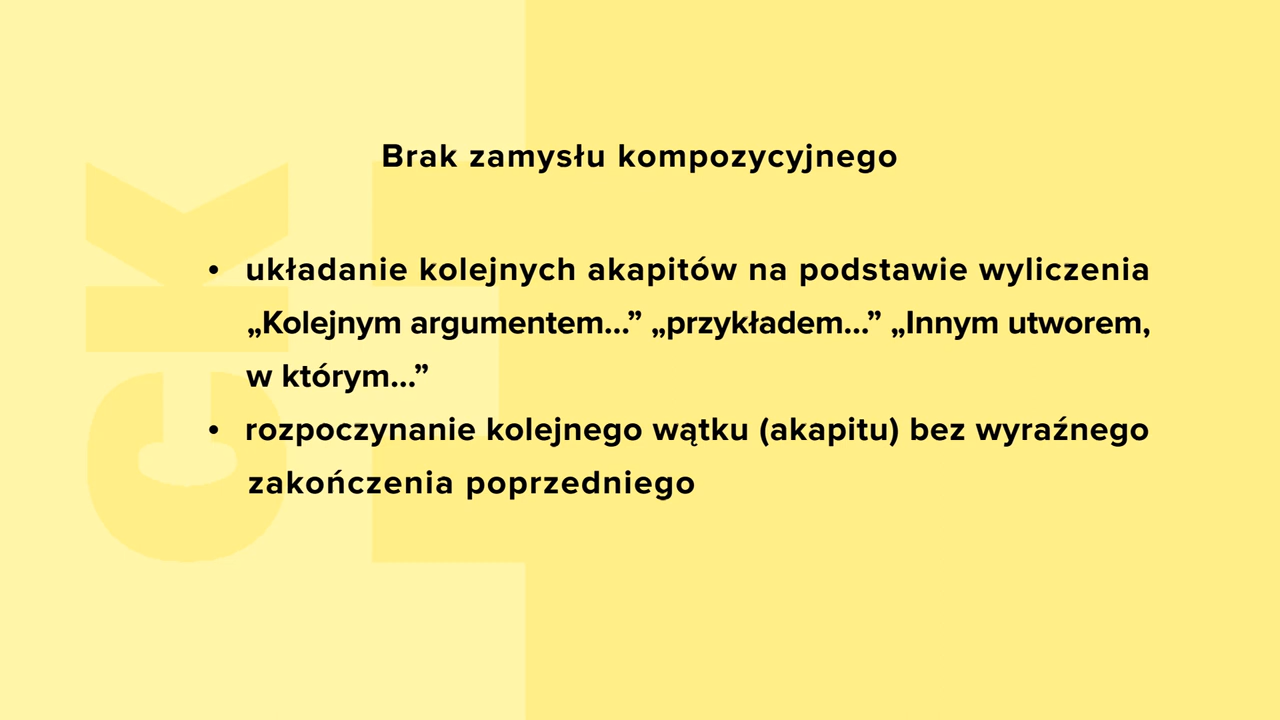 Brak zamysłu kompozycyjnego
• układanie kolejnych akapitów na podstawie wyliczenia
„Kolejnym argumentem...” „przykładem...” „Innym utworem,
w którym...”
• rozpoczynanie kolejnego wątku (akapitu) bez wyraźnego
zakończenia poprzedniego
ck